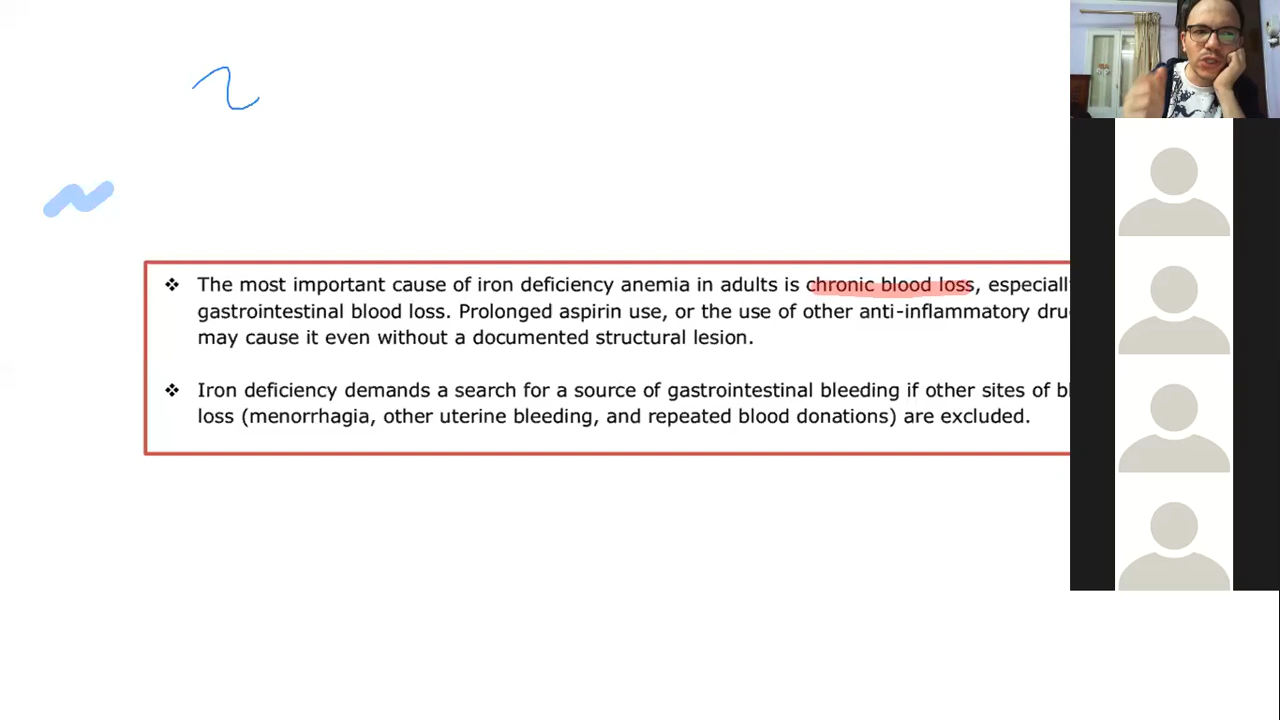 ❖ The most important cause of iron deficiency anemia in adults is chronic blood loss,
gastrointestinal blood loss. Prolonged aspirin use, or the use of other anti-inflammatory
may cause it even without a documented structural lesion.
❖ Iron deficiency demands a search for a source of gastrointestinal bleeding if other sites of
loss (menorrhagia, other uterine bleeding, and repeated blood donations) are excluded.